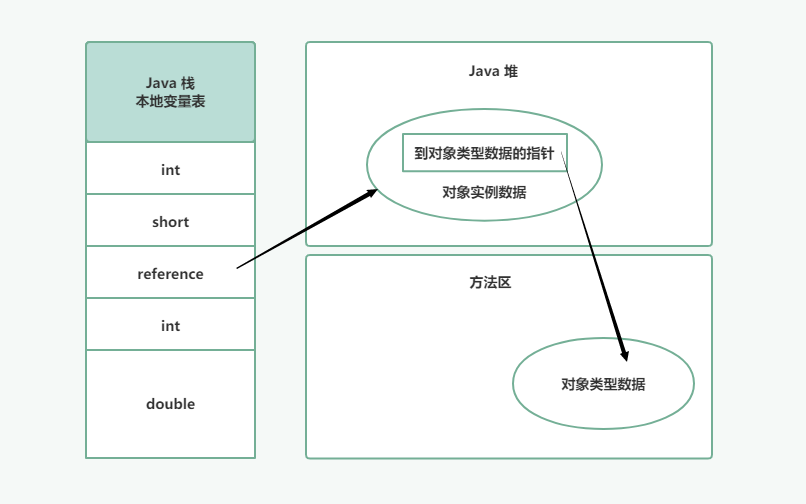 Java 栈
本地变量表
int
short
reference
int
double
Java 堆
到对象类型数据的指针
对象实例数据
方法区
对象类型数据